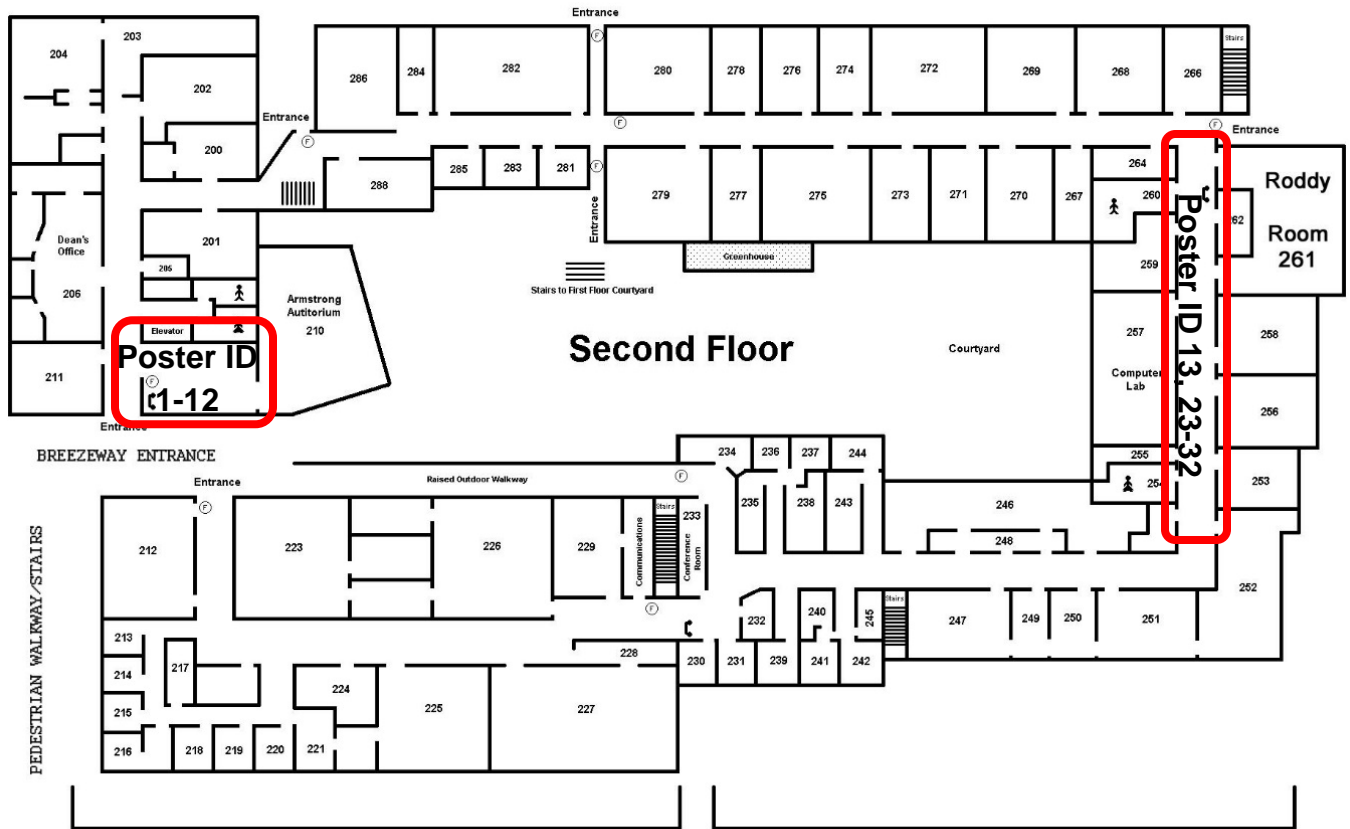 Entrance
203
204
202
286
284
282
F
280
278
276
274
272
269
268
266
Stairs
Entrance
F
200
F
F
F
Entrance
285
283
281
F
288
279
277
275
273
271
270
267
264
260
262
Roddy
Room
261
Entrance
201
Dean's
Office
205
206
Greenhouse
259
Stairs to First Floor Courtyard
Armstrong
Autitorium
210
Elevator
Poster ID
1-12
F
211
Second Floor
Courtyard
257
Computer
Lab
Poster ID 13, 23-32
258
256
Entrance
BREEZEWAY ENTRANCE
234
236
237
244
255
254
253
Raised Outdoor Walkway
F
Entrance
F
PEDESTRIAN WALKWAY/STAIRS
212
223
226
229
Communications
Stairs
233
Conference
Room
235
238
243
246
248
252
F
232
240
245
Stairs
247
249
250
251
213
214
217
215
216
228
230
231
239
241
242
224
225
227
218
219
220
221